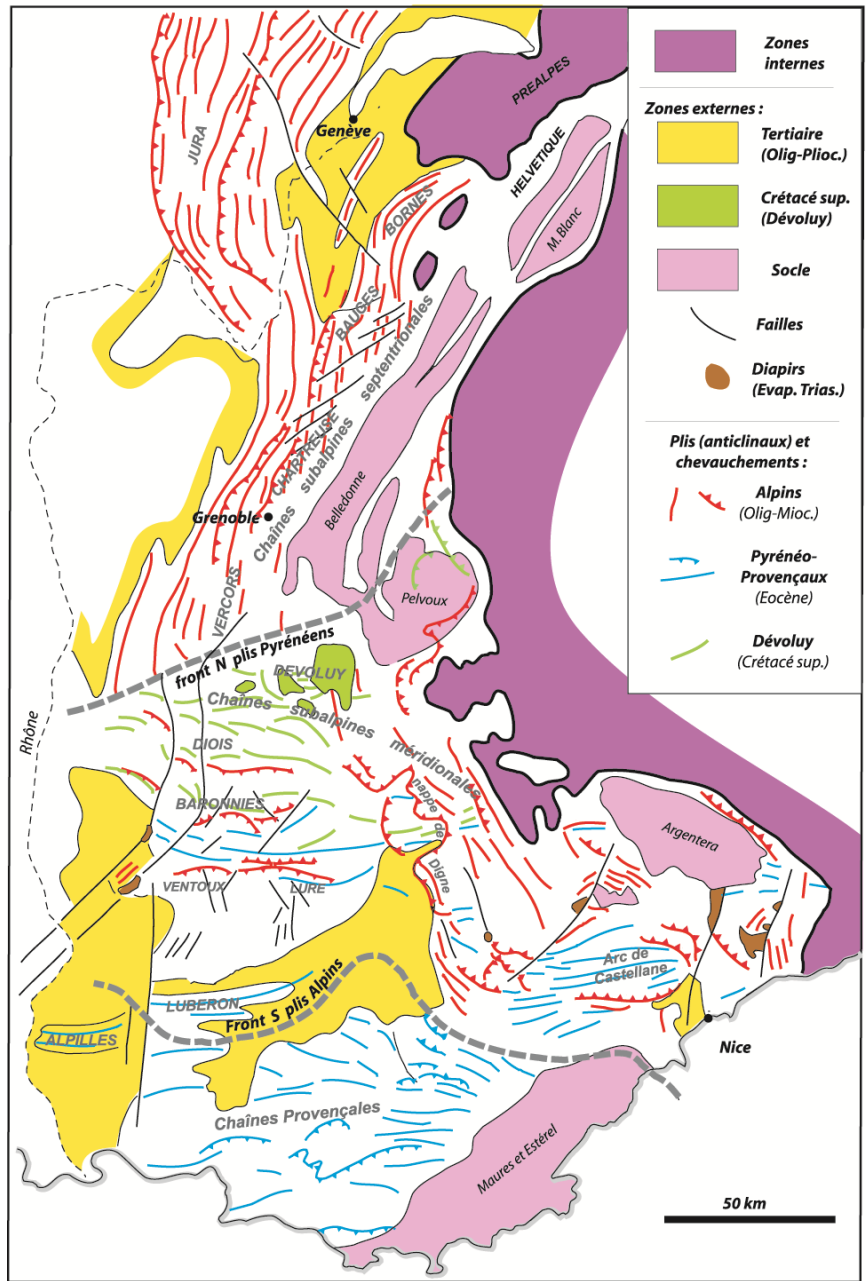 Zones
internes
Zones externes :
Tertiaire
(Olig-Plioc.)
Crétacé sup.
(Dévoluy)
Socle
Failles
Diapirs
(Evap. Trias.)
Plis (anticlinaux) et
chevauchements :
Alpins
(Olig-Mioc.)
Pyrénéo-
Provençaux
(Eocène)
Dévoluy
(Crétacé sup.)
PREALPES
Genève
JURA
HELVETIQUE
BORNES
M. Blanc
BAUGES
Chaînes subalpines septentrionales
CHARTREUSE
Belledonne
Grenoble
VERCORS
Pelvoux
front N plis Pyrénéens
DEVOLUY
Chaînes subalpines méridionales
Rhône
DIOIS
BARONNIES
nappe de Digne
Argentera
VENTOUX
LURE
Arc de
Castellane
LUBERON
Front S plis Alpins
ALPILLES
Nice
Chaînes Provençales
Maures et Estérel
50 km